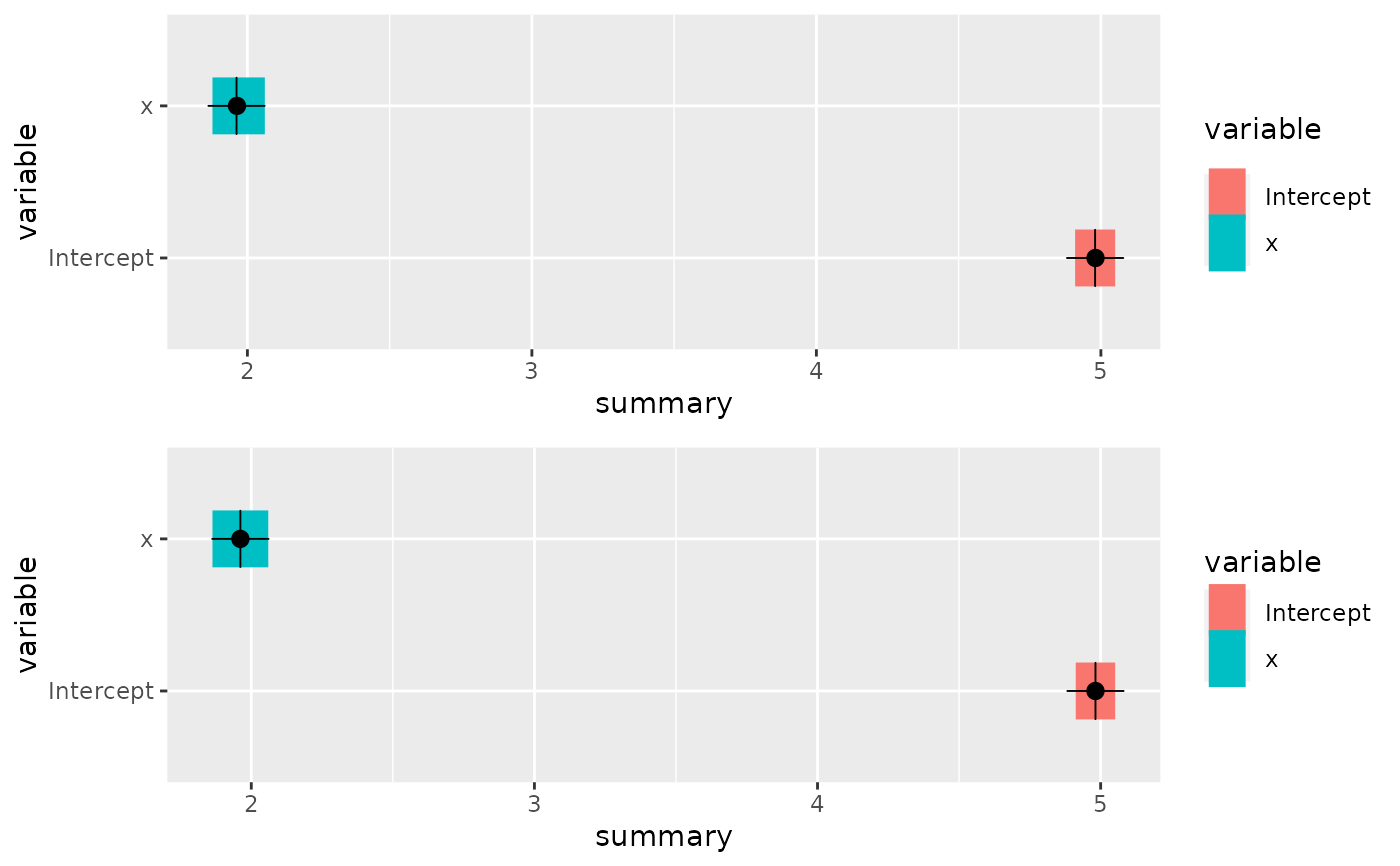 x
variable
Intercept
2 3 4 5
summary
variable
Intercept
x
x
variable
Intercept
2 3 4 5
summary
variable
Intercept
x